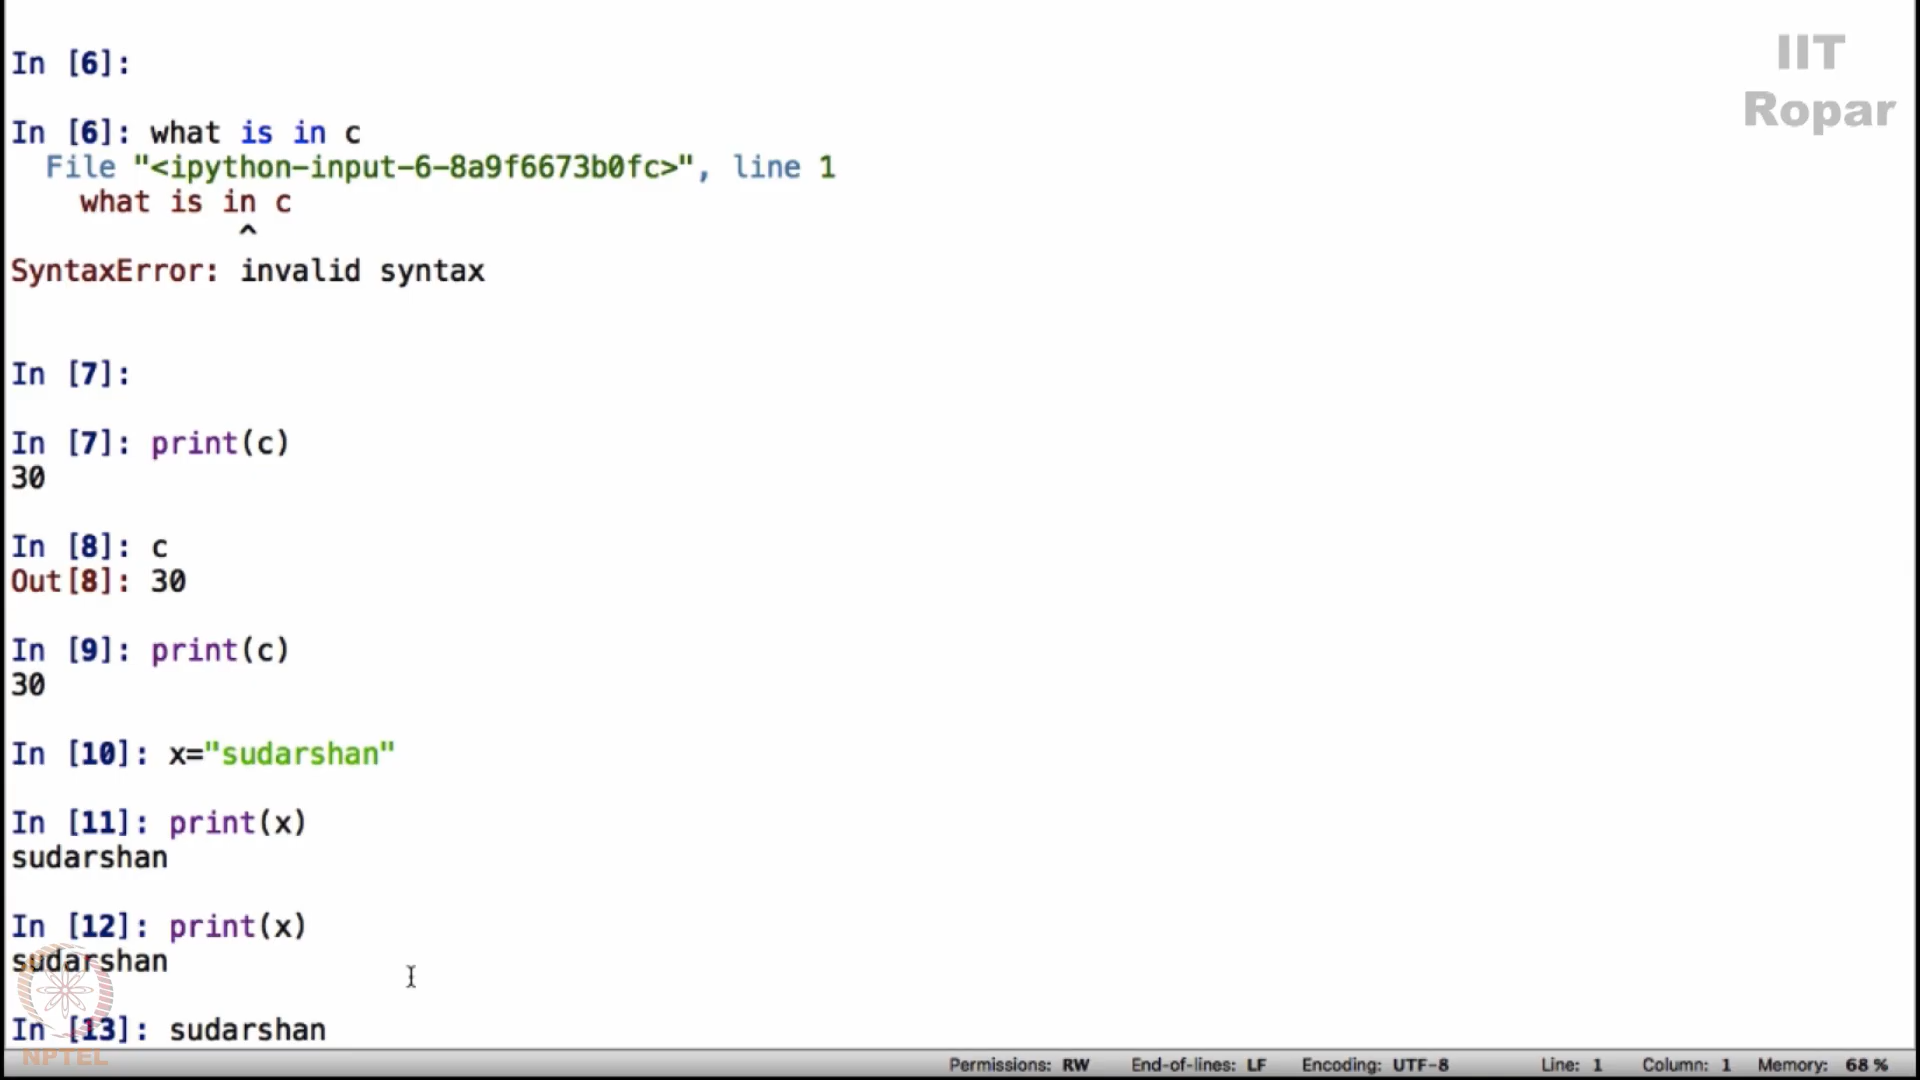 In [6]:
IIT
Ropar
In [6]: what is in c
File "<ipython-input-6-8a9f6673b0fc>", line 1
what is in c
^
SyntaxError: invalid syntax
In [7]:
In [7]: print(c)
30
In [8]: c
Out[8]: 30
In [9]: print(c)
30
In [10]: x="sudarshan"
In [11]: print(x)
sudarshan
In [12]: print(x)
sudarshan
In [13]: sudarshan
NPTEL
Permissions: RW End-of-lines: LF Encoding: UTF-8 Line: 1 Column: 1 Memory: 68 %